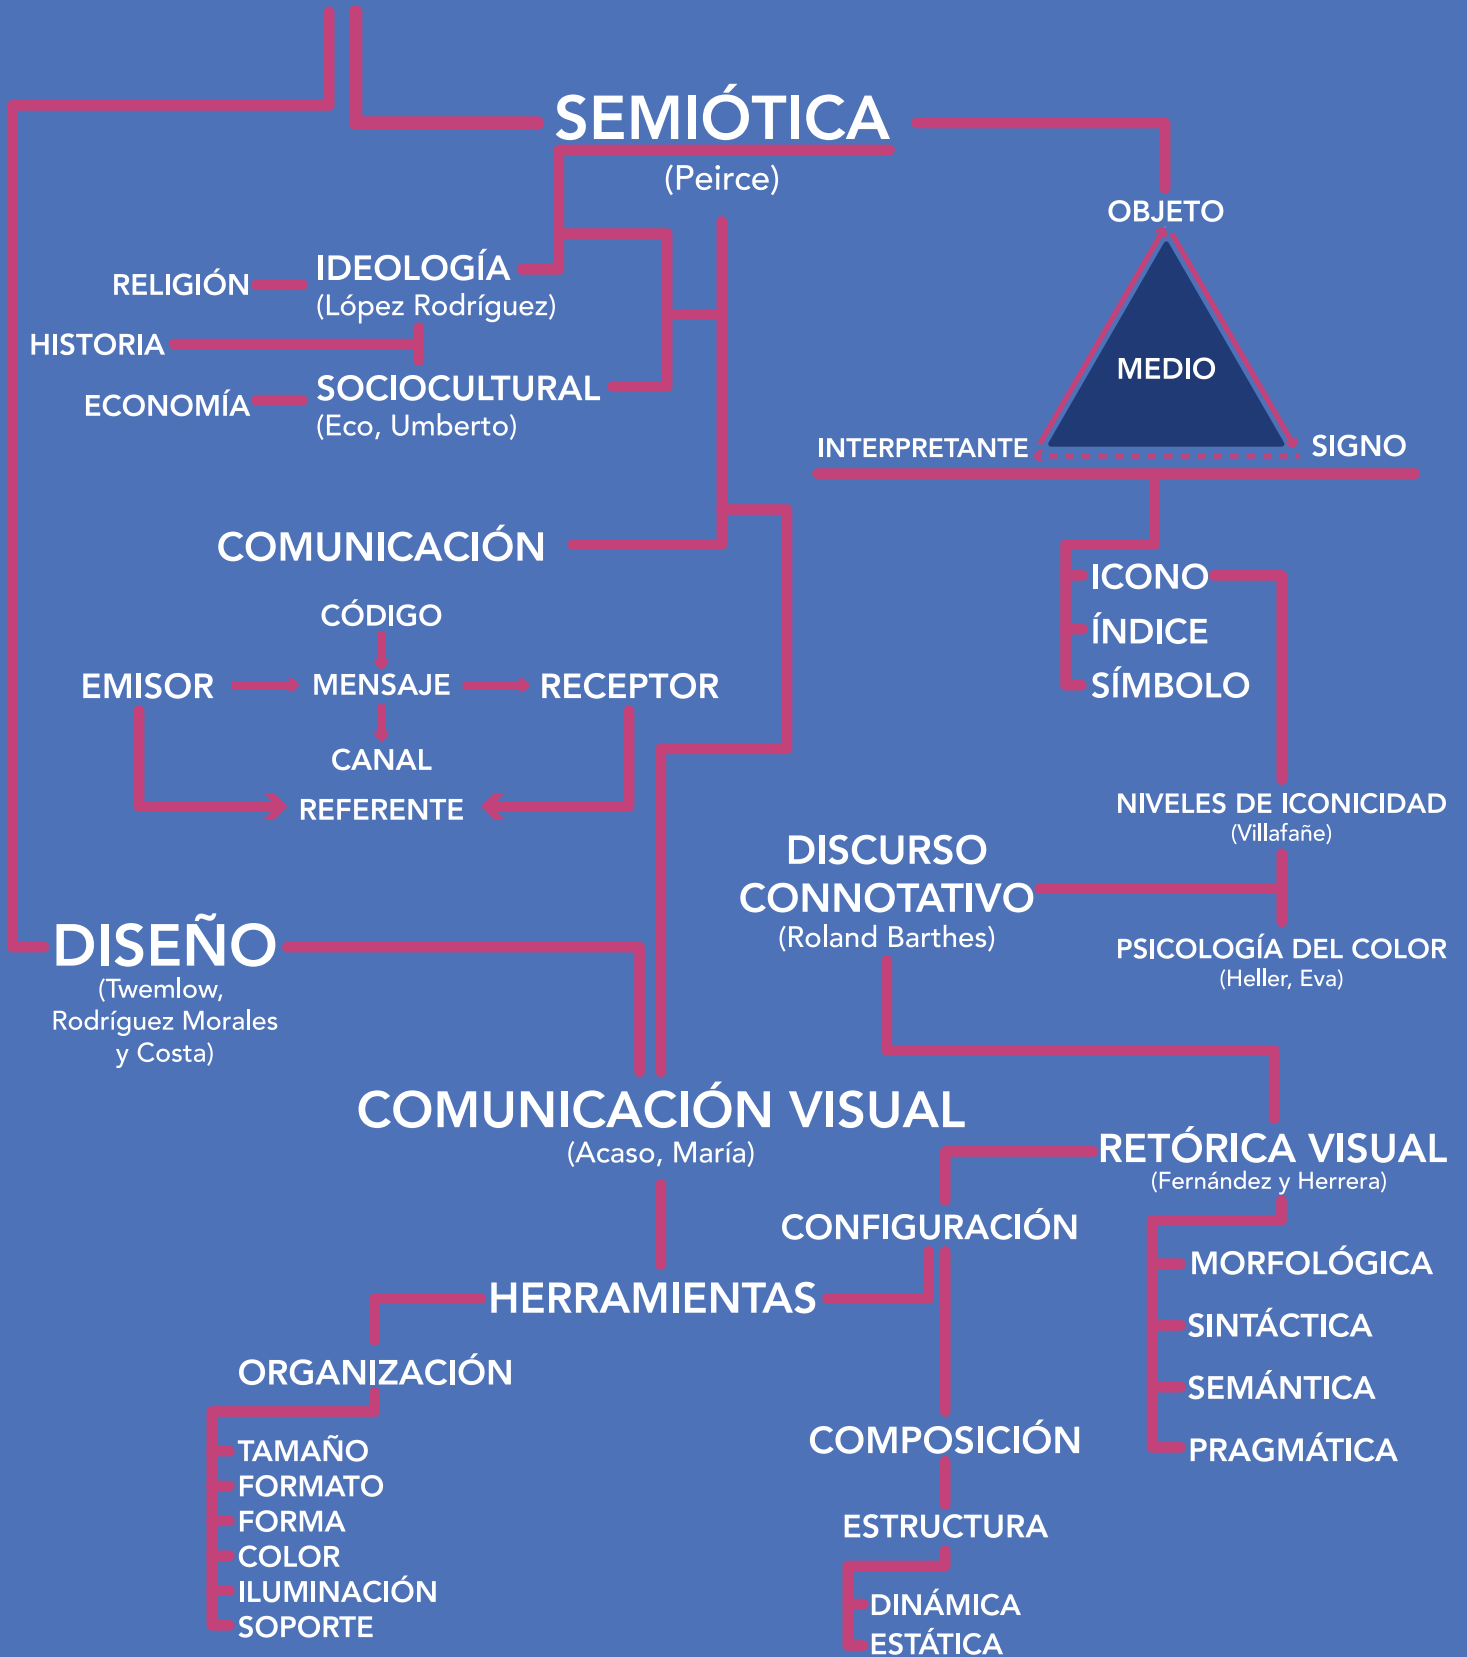 SEMIÓTICA
(Peirce)
OBJETO
MEDIO
INTERPRETANTE
SIGNO
IDEOLOGÍA
(López Rodríguez)
RELIGIÓN
HISTORIA
SOCIOCULTURAL
(Eco, Umberto)
ECONOMÍA
COMUNICACIÓN
CÓDIGO
EMISOR
MENSAJE
RECEPTOR
CANAL
REFERENTE
ICONO
ÍNDICE
SÍMBOLO
NIVELES DE ICONICIDAD
(Villafañe)
DISCURSO
CONNOTATIVO
(Roland Barthes)
PSICOLOGÍA DEL COLOR
(Heller, Eva)
DISEÑO
(Twemlow,
Rodríguez Morales
y Costa)
COMUNICACIÓN VISUAL
(Acaso, María)
RETÓRICA VISUAL
(Fernández y Herrera)
CONFIGURACIÓN
HERRAMIENTAS
MORFOLÓGICA
SINTÁCTICA
SEMÁNTICA
PRAGMÁTICA
ORGANIZACIÓN
TAMAÑO
FORMATO
FORMA
COLOR
ILUMINACIÓN
SOPORTE
COMPOSICIÓN
ESTRUCTURA
DINÁMICA
ESTÁTICA